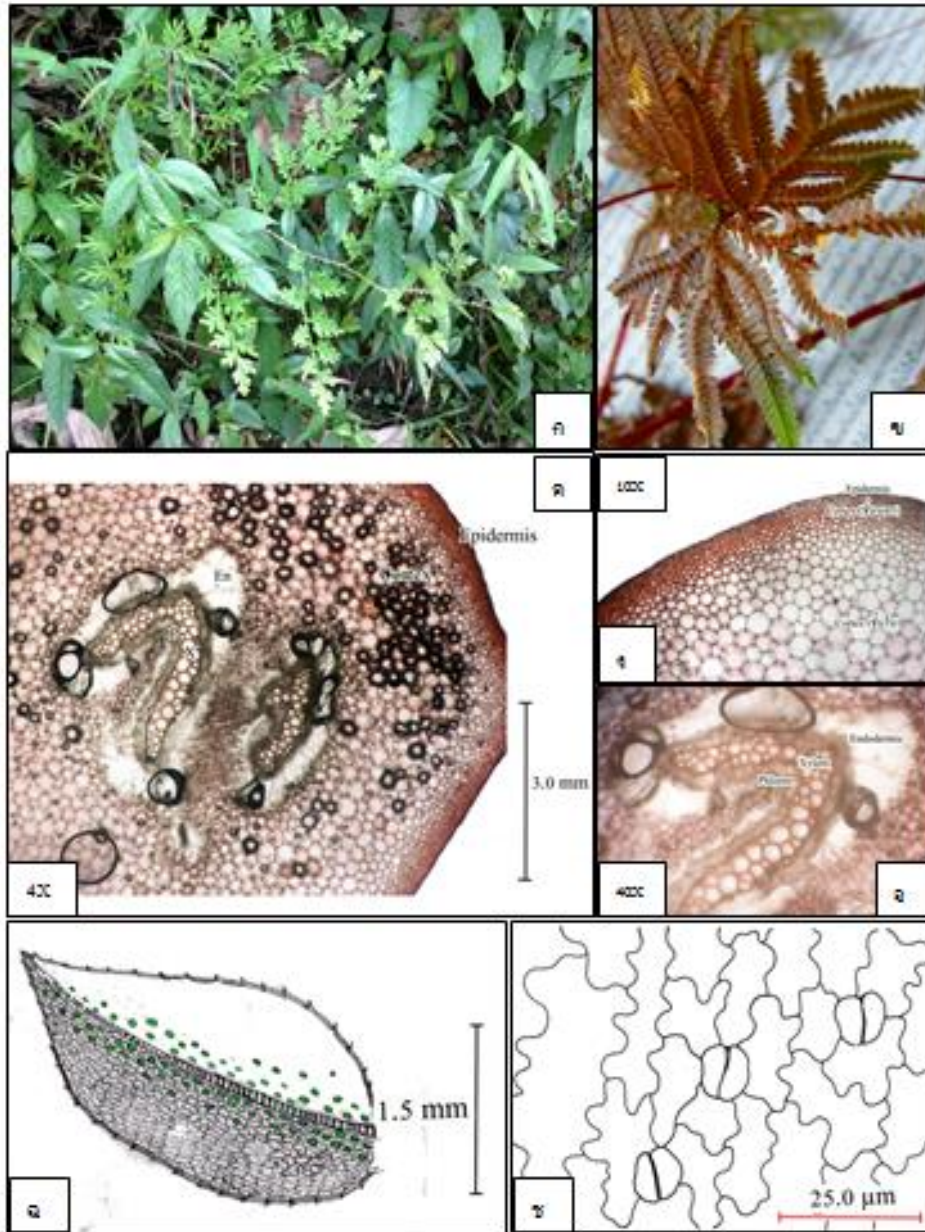 ก
ข
ค
Epidermis
En
3.0 mm
4X
10X
Epidermis
ง
Endodermis
Xylem
Phloem
40X
จ
1.5 mm
ฉ
ช
25.0 µm